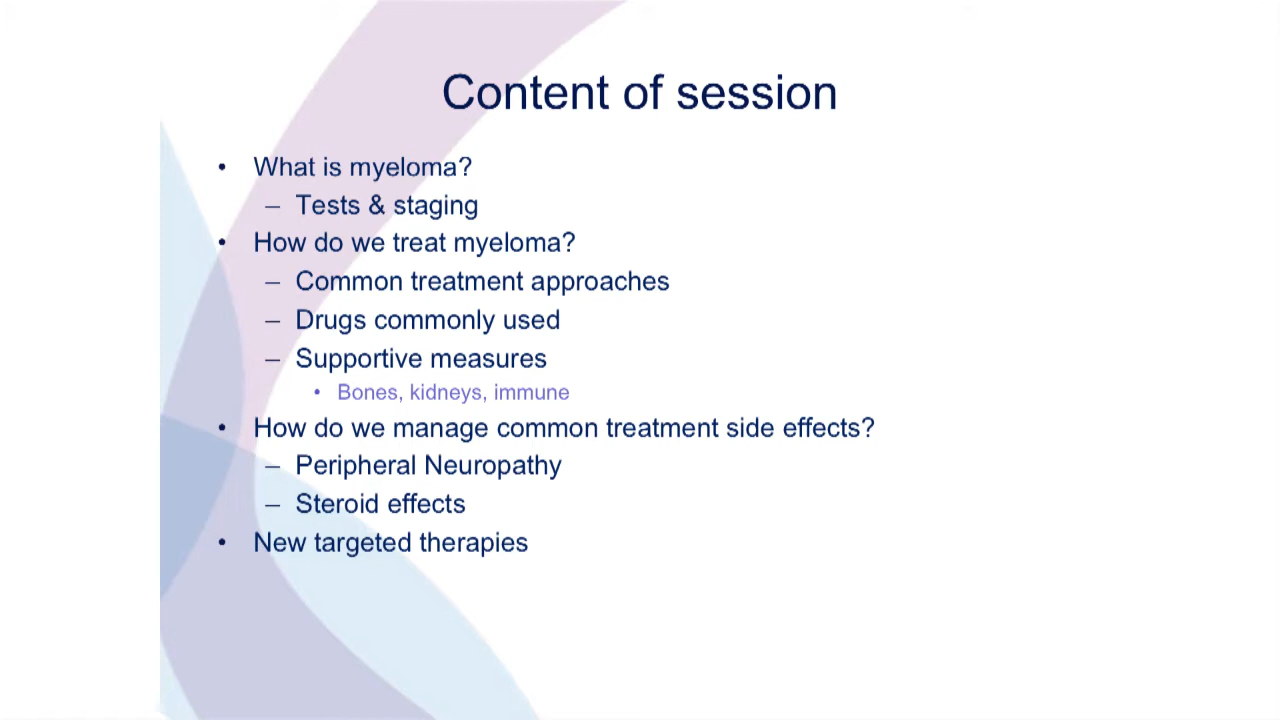 Content of session
• What is myeloma?
– Tests & staging
• How do we treat myeloma?
– Common treatment approaches
– Drugs commonly used
– Supportive measures
• Bones, kidneys, immune
• How do we manage common treatment side effects?
– Peripheral Neuropathy
– Steroid effects
• New targeted therapies